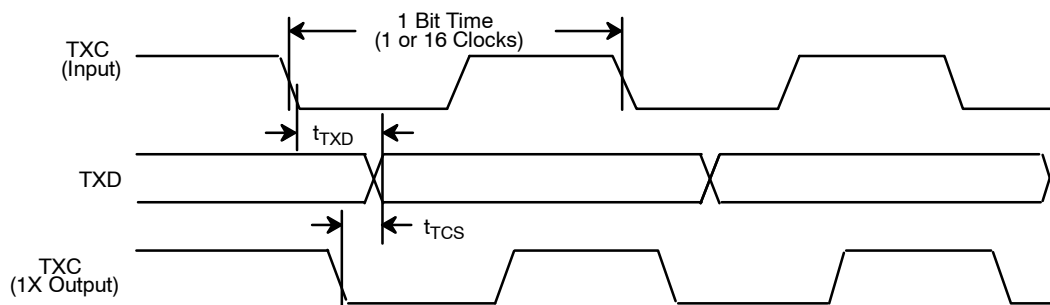 1 Bit Time
(1 or 16 Clocks)
TXC
(Input)
tTXD
TXD
tTCS
TXC
(1X Output)